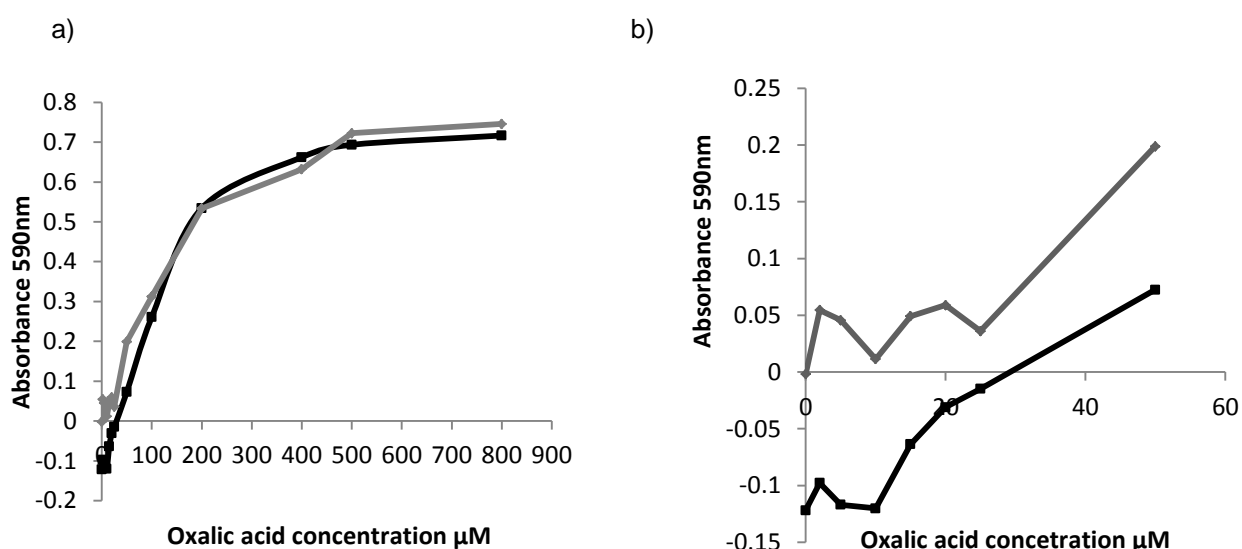 a)
0.8
0.7
0.6
0.5
0.4
0.3
0.2
0.1
0
-0.1
-0.2
0 100 200 300 400 500 600 700 800 900
Absorbance 590nm
Oxalic acid concentration µM
b)
0.25
0.2
0.15
0.1
0.05
0
-0.05
-0.1
-0.15
0 20 40 60
Absorbance 590nm
Oxalic acid concetration µM